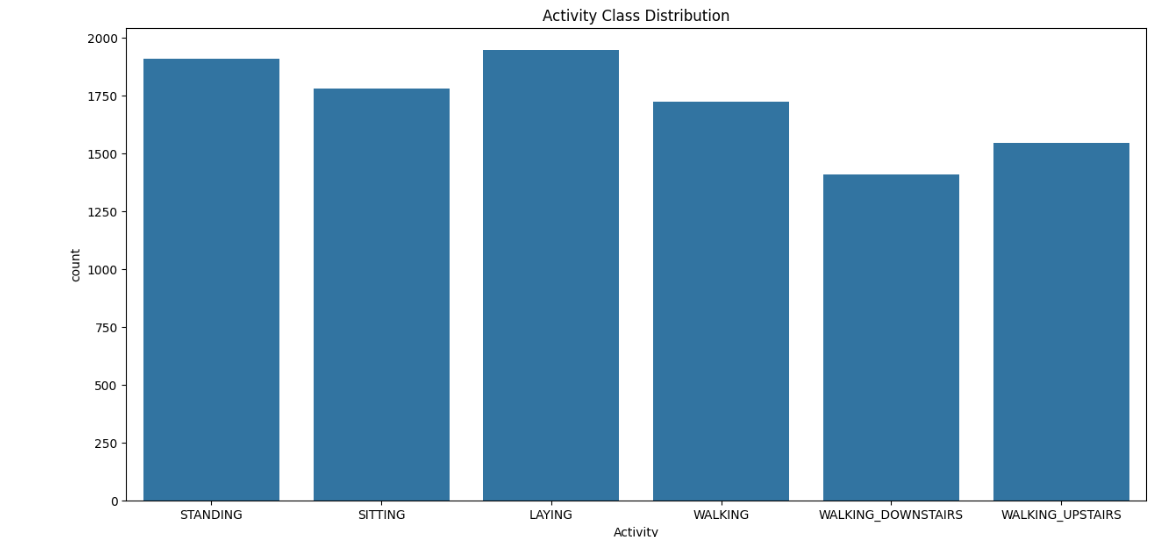 Activity Class Distribution
2000
1750
1500
1250
1000
750
500
250
0
count
STANDING
SITTING
LAYING
WALKING
WALKING_DOWNSTAIRS
WALKING_UPSTAIRS
Activity